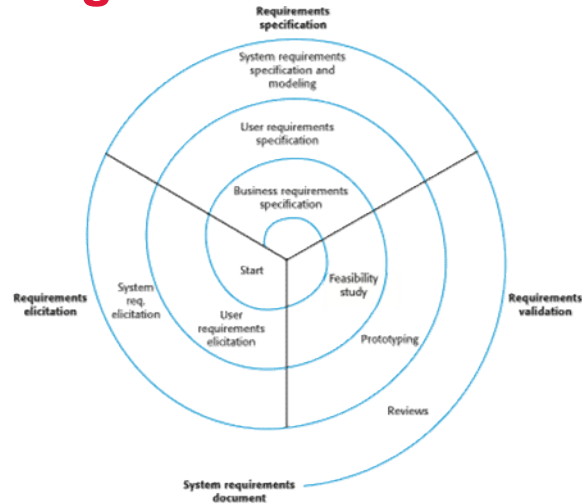 Requirements
specification
System requirements
specification and
modeling
User requirements
specification
Business requirements
specification
Start
Feasibility
study
System
req.
elicitation
User
requirements
elicitation
Requirements
elicitation
Requirements
validation
Prototyping
Reviews
System requirements
document